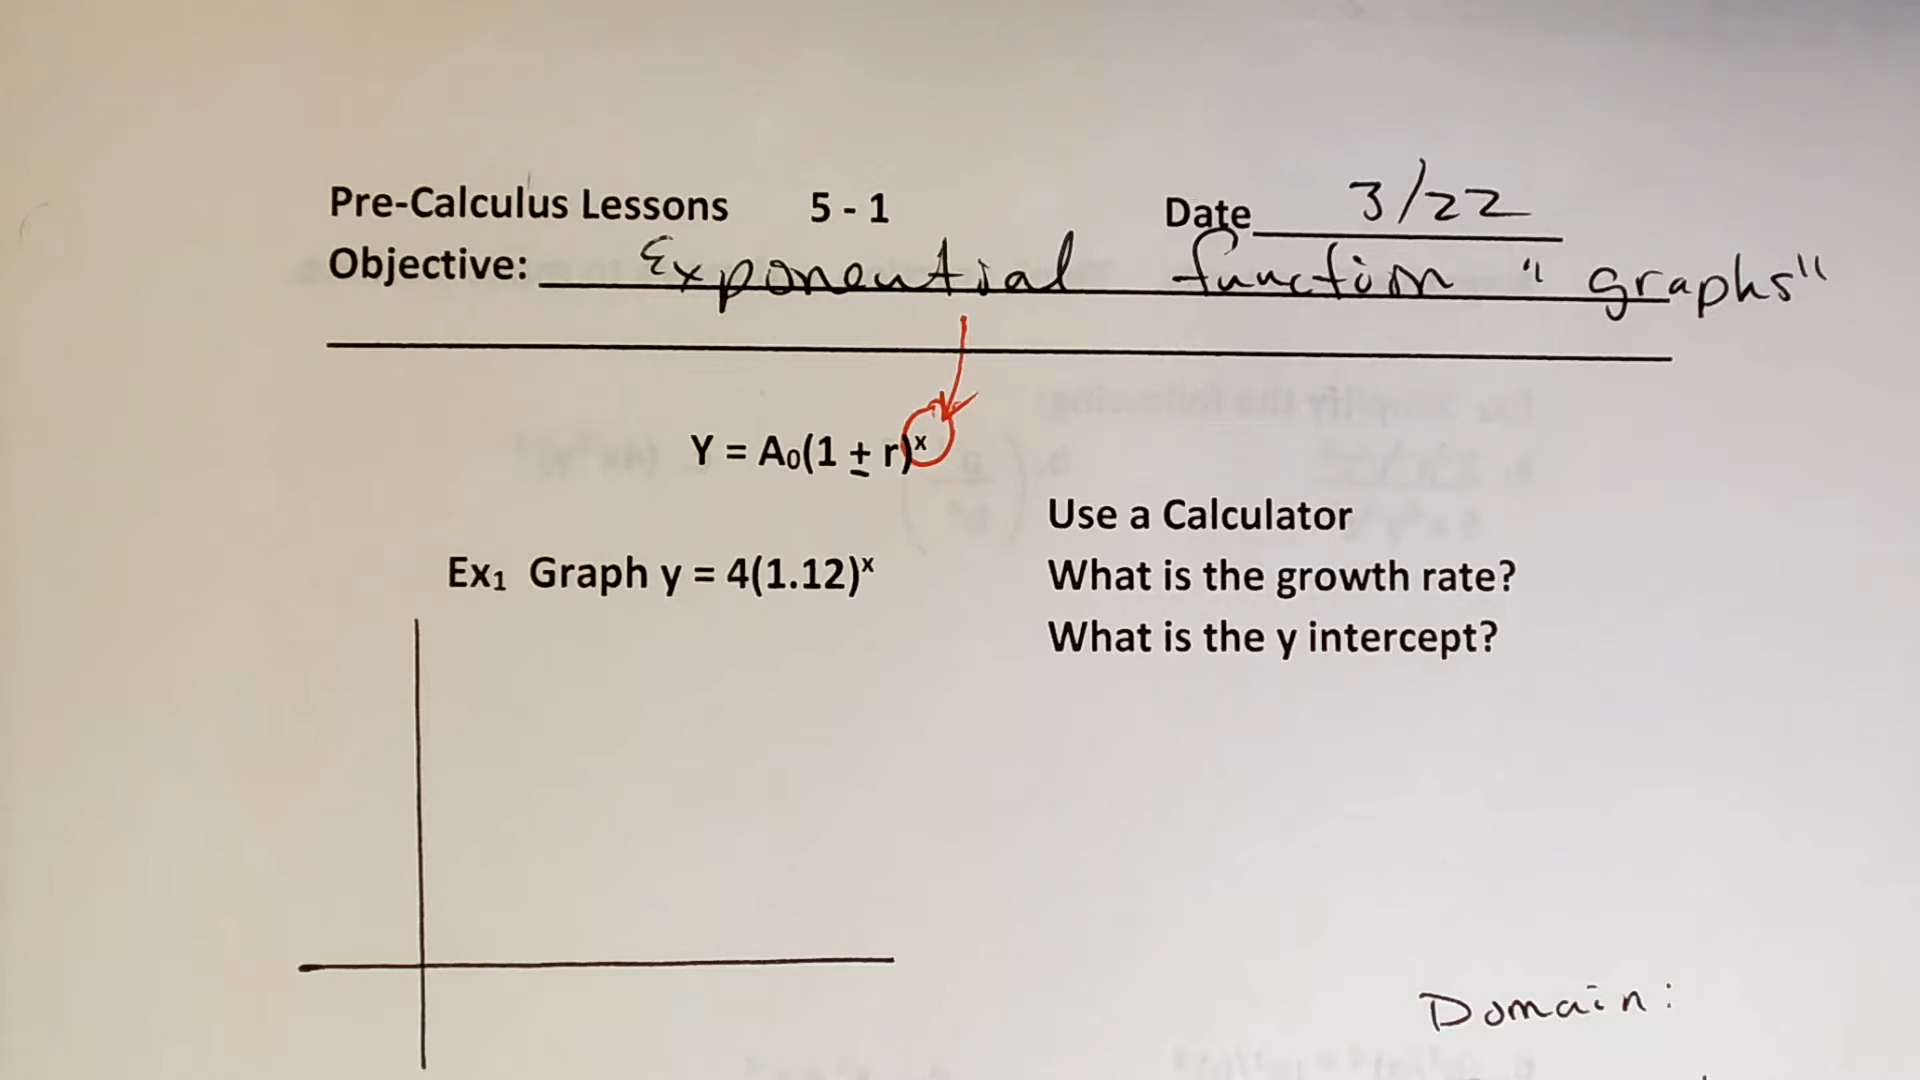 Pre-Calculus Lessons 5 - 1 Date 3/22
Objective: Exponential function "graphs"
Y = A₀(1 ± r)ˣ
Use a Calculator
Ex₁ Graph y = 4(1.12)ˣ What is the growth rate?
What is the y intercept?
Domain: